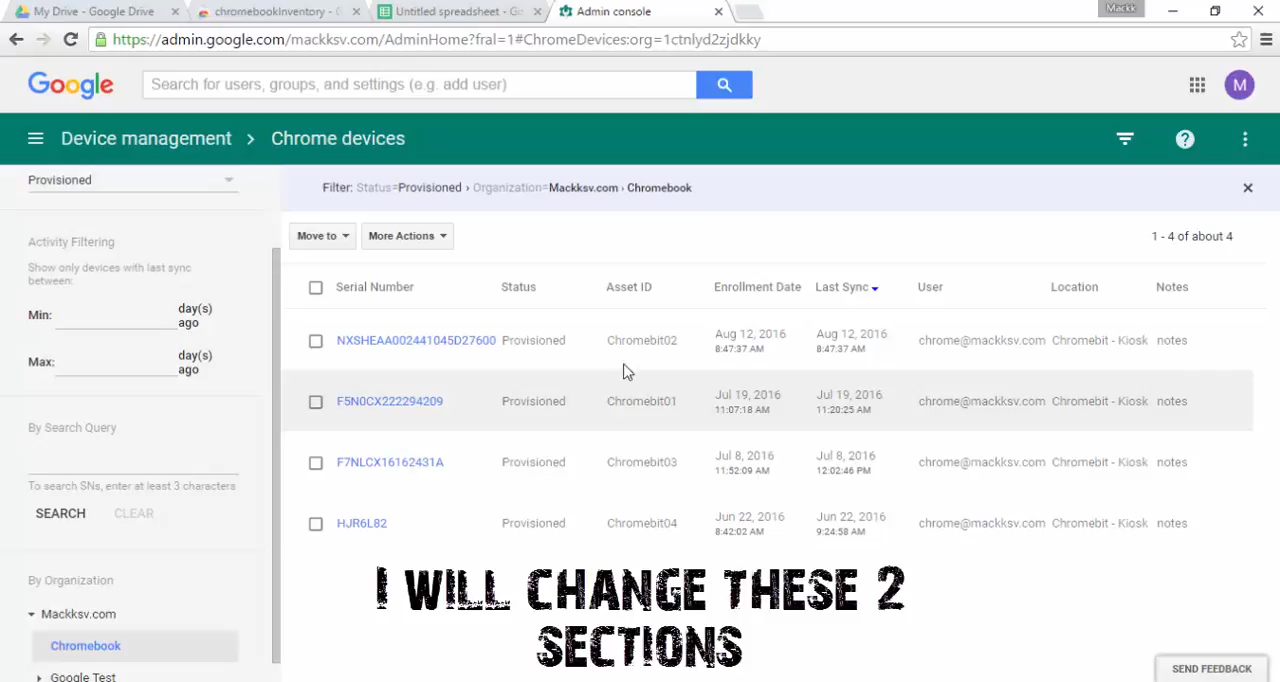 My Drive - Google Drive
chromebookInventory - G
Untitled spreadsheet - Go
Admin console
Mackk
https://admin.google.com/mackksv.com/AdminHome?fral=1#ChromeDevices:org=1ctnlyd2zjdkky
Google
Search for users, groups, and settings (e.g. add user)
M
Device management > Chrome devices
Provisioned
Filter: Status=Provisioned › Organization=Mackksv.com › Chromebook
Activity Filtering
Show only devices with last sync
between:
Min:
day(s)
ago
Max:
day(s)
ago
By Search Query
To search SNs, enter at least 3 characters
SEARCH CLEAR
By Organization
Mackksv.com
Chromebook
Google Test
Move to More Actions
1 - 4 of about 4
Serial Number Status Asset ID Enrollment Date Last Sync User Location Notes
NXSHEAA002441045D27600 Provisioned Chromebit02 Aug 12, 2016 Aug 12, 2016 chrome@mackksv.com Chromebit - Kiosk notes
8:47:37 AM 8:47:37 AM
F5N0CX222294209 Provisioned Chromebit01 Jul 19, 2016 Jul 19, 2016 chrome@mackksv.com Chromebit - Kiosk notes
11:07:18 AM 11:20:25 AM
F7NLCX16162431A Provisioned Chromebit03 Jul 8, 2016 Jul 8, 2016 chrome@mackksv.com Chromebit - Kiosk notes
11:52:09 AM 12:02:46 PM
HJR6L82 Provisioned Chromebit04 Jun 22, 2016 Jun 22, 2016 chrome@mackksv.com Chromebit - Kiosk notes
8:42:02 AM 9:24:58 AM
I WILL CHANGE THESE 2
SECTIONS
SEND FEEDBACK